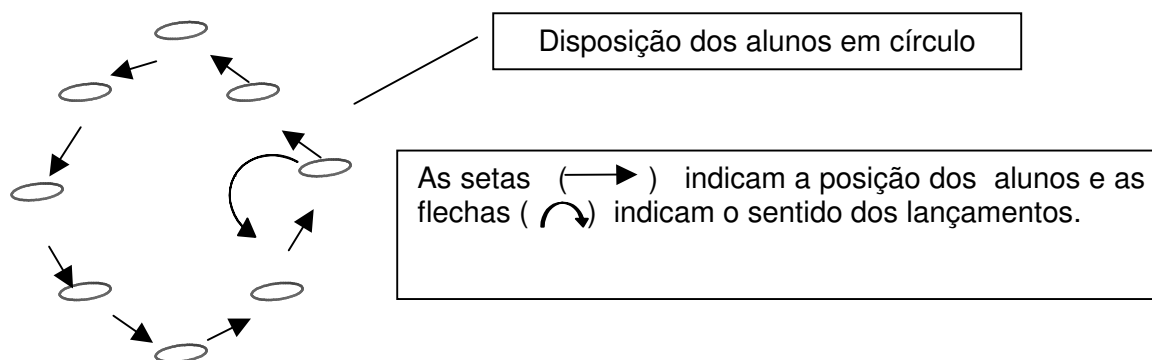 Disposição dos alunos em círculo
As setas ( ) indicam a posição dos alunos e as
flechas ( ) indicam o sentido dos lançamentos.